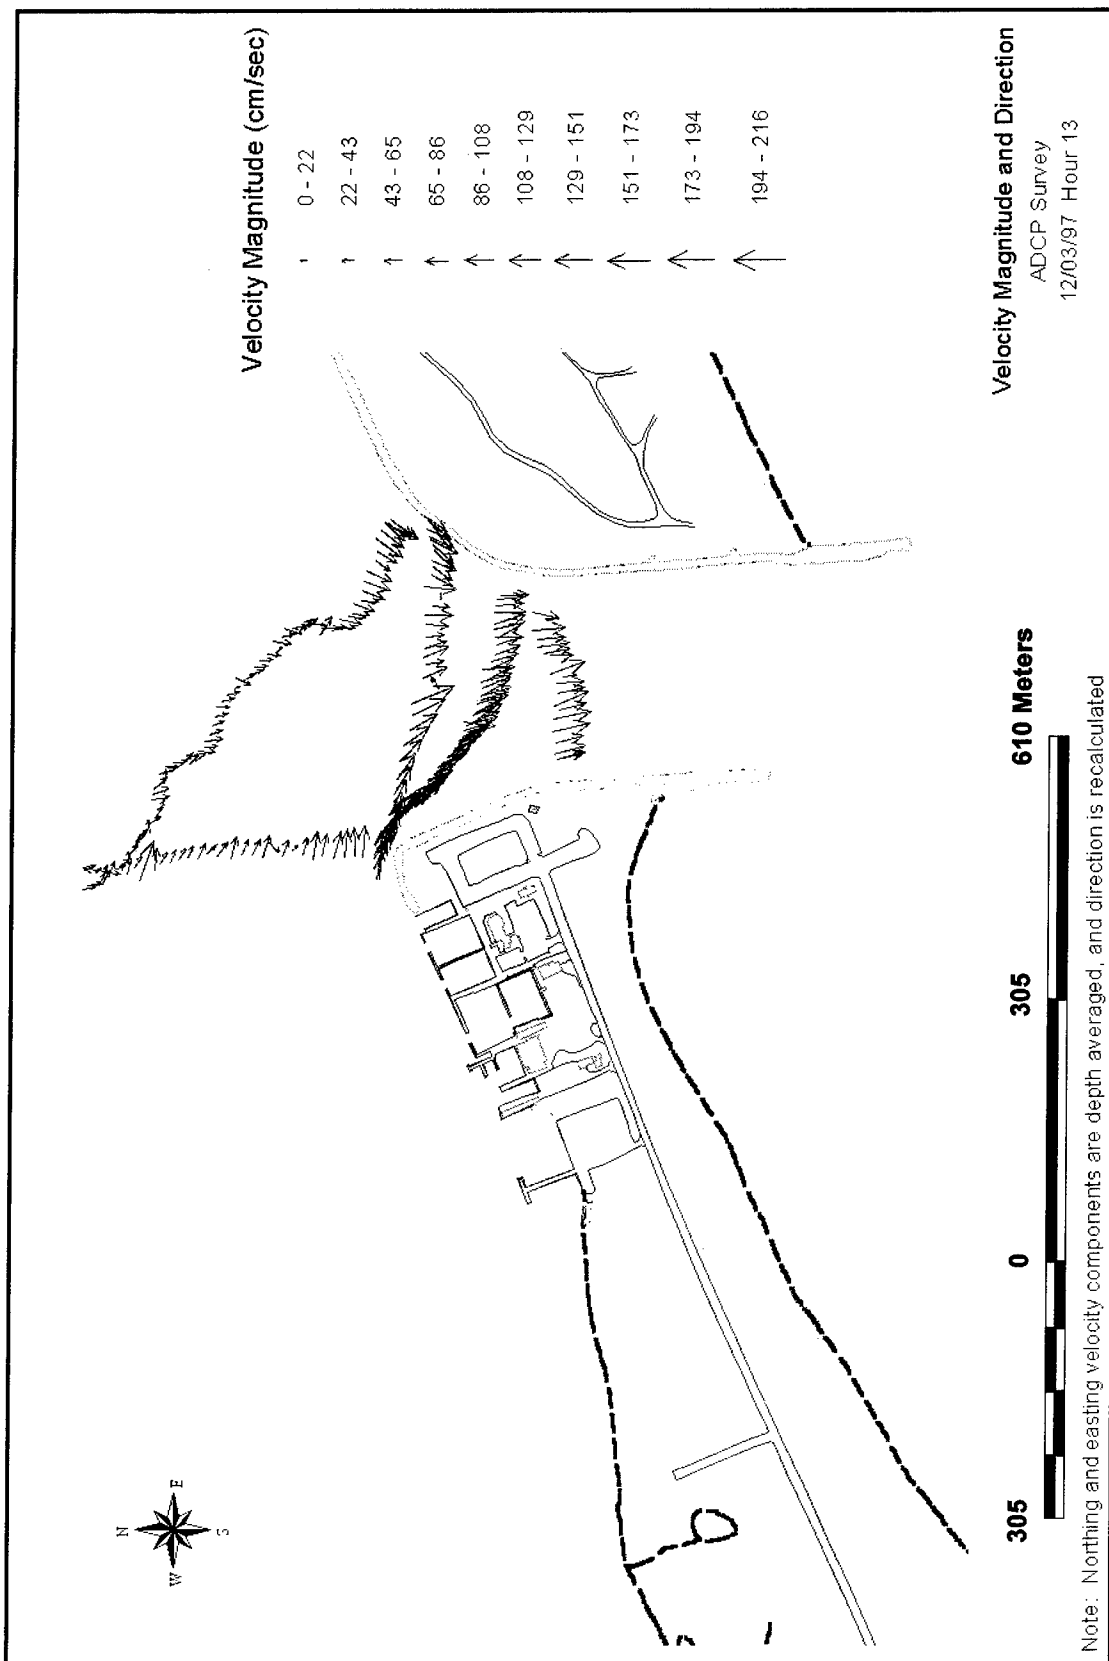 N
W
E
S
Velocity Magnitude (cm/sec)
0 - 22
22 - 43
43 - 65
65 - 86
86 - 108
108 - 129
129 - 151
151 - 173
173 - 194
194 - 216
Velocity Magnitude and Direction
ADCP Survey
12/03/97 Hour 13
305 0 305 610 Meters
Note: Northing and easting velocity components are depth averaged, and direction is recalculated